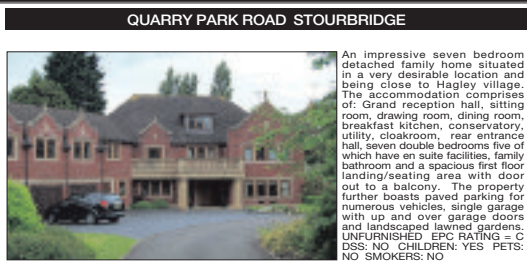 QUARRY PARK ROAD STOURBRIDGE
An impressive seven bedroom
detached family home situated
in a very desirable location and
being close to Hagley village.
The accommodation comprises
of: Grand reception hall, sitting
room, drawing room, dining room,
breakfast kitchen, conservatory,
utility, cloakroom, rear entrance
hall, seven double bedrooms five of
which have en suite facilities, family
bathroom and a spacious first floor
landing/seating area with door
out to a balcony. The property
further boasts paved parking for
numerous vehicles, single garage
with up and over garage doors
and landscaped lawned gardens.
UNFURNISHED EPC RATING = C
DSS: NO CHILDREN: YES PETS:
NO SMOKERS: NO